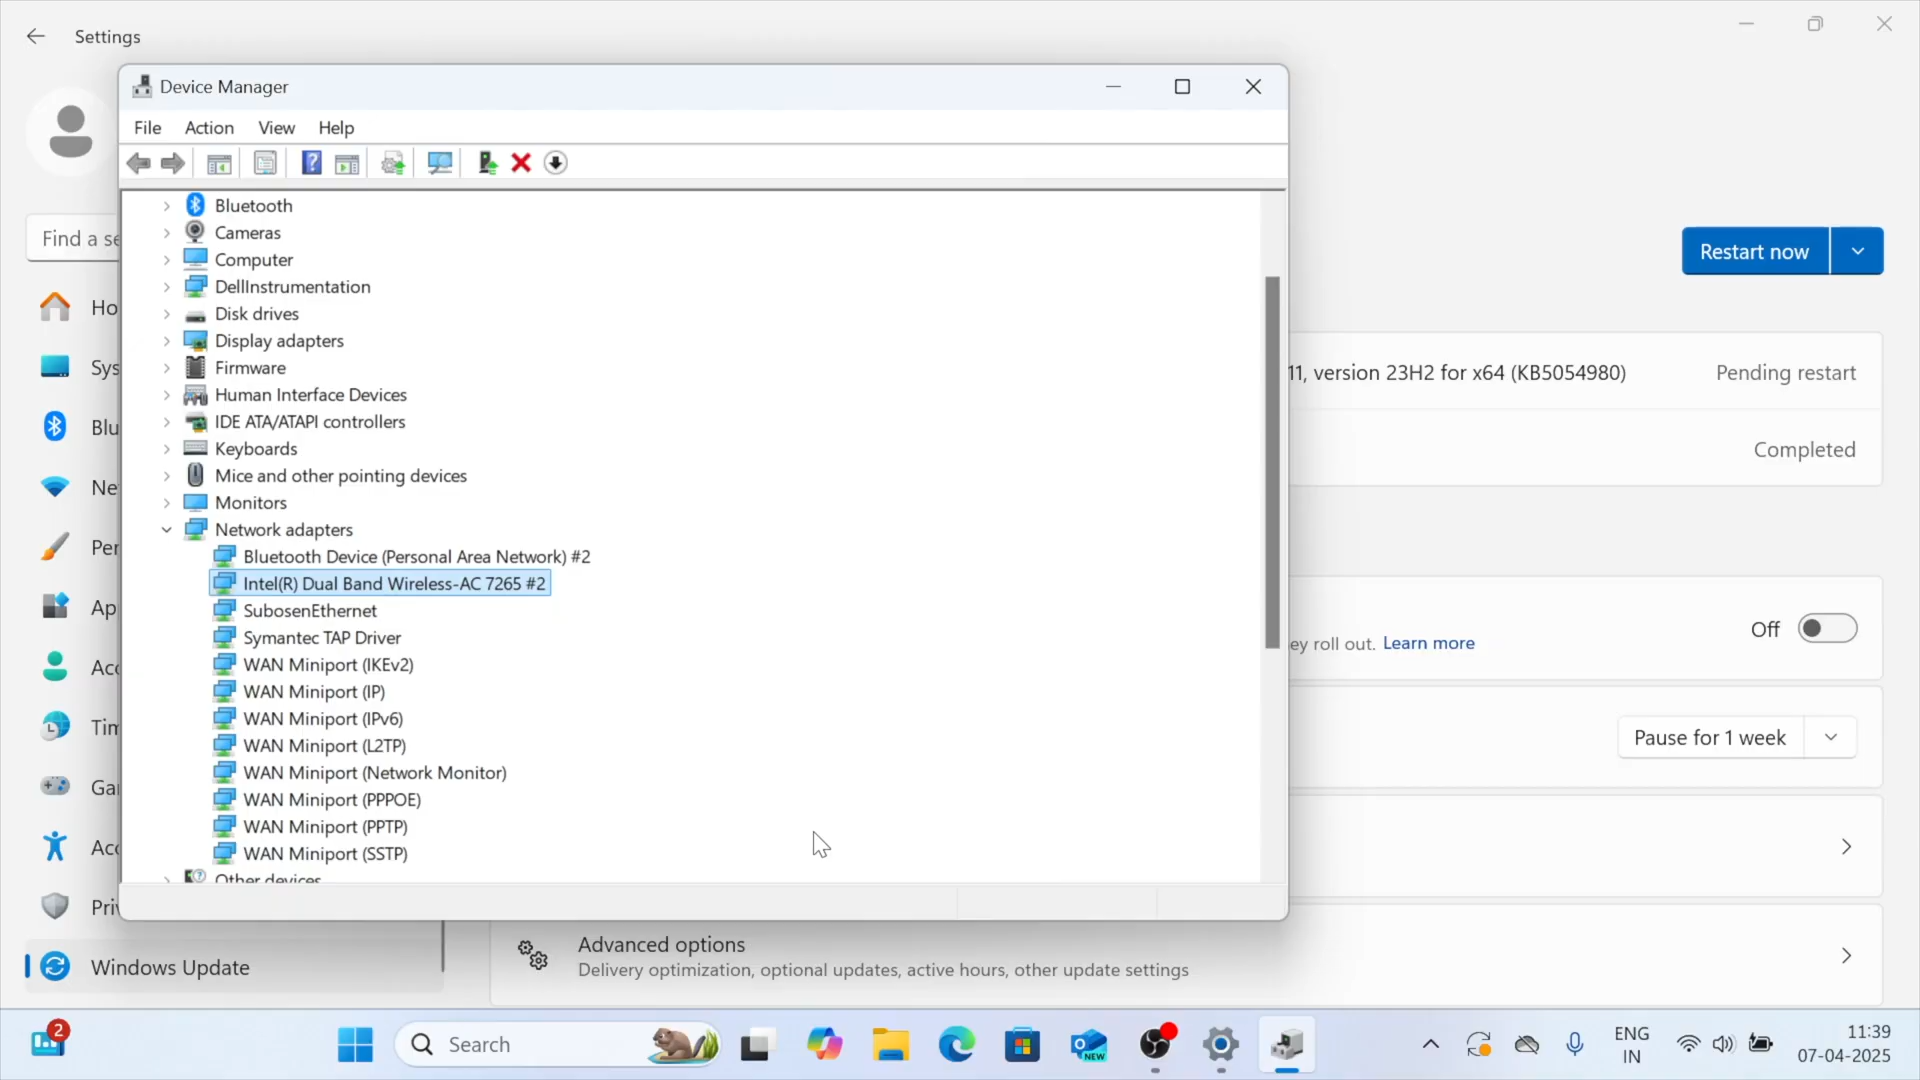 Settings
Device Manager
File Action View Help
Find a se
Bluetooth
Cameras
Computer
DellInstrumentation
Disk drives
Display adapters
Firmware
Human Interface Devices
IDE ATA/ATAPI controllers
Keyboards
Mice and other pointing devices
Monitors
Network adapters
Bluetooth Device (Personal Area Network) #2
Intel(R) Dual Band Wireless-AC 7265 #2
SubosenEthernet
Symantec TAP Driver
WAN Miniport (IKEv2)
WAN Miniport (IP)
WAN Miniport (IPv6)
WAN Miniport (L2TP)
WAN Miniport (Network Monitor)
WAN Miniport (PPPOE)
WAN Miniport (PPTP)
WAN Miniport (SSTP)
Other devices
Ho
Sys
Blu
Ne
Per
Ap
Acc
Tim
Gar
Acc
Pri
Windows Update
Restart now
11, version 23H2 for x64 (KB5054980) Pending restart
Completed
Off
ey roll out. Learn more
Pause for 1 week
Advanced options
Delivery optimization, optional updates, active hours, other update settings
2
Search
NEW
ENG
IN
11:39
07-04-2025